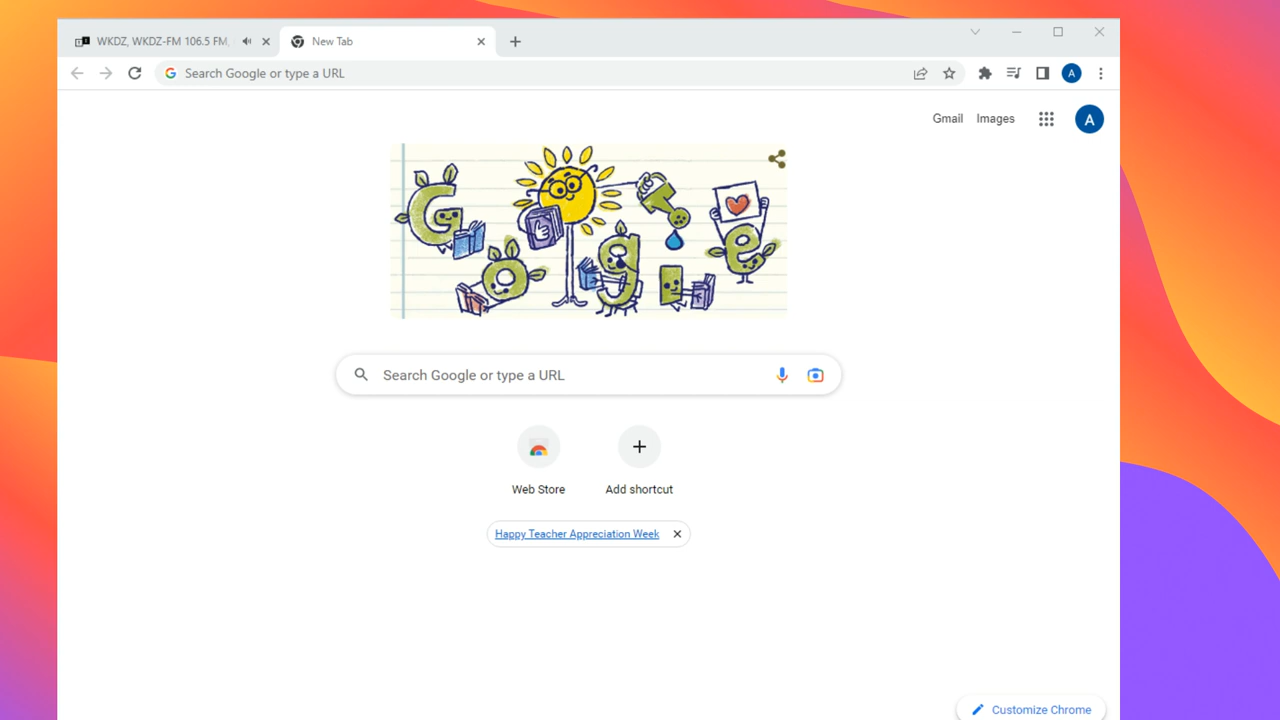 WKDZ, WKDZ-FM 106.5 FM,
New Tab
Search Google or type a URL
A
Gmail
Images
A
G o g l e
Search Google or type a URL
Web Store
Add shortcut
Happy Teacher Appreciation Week
Customize Chrome